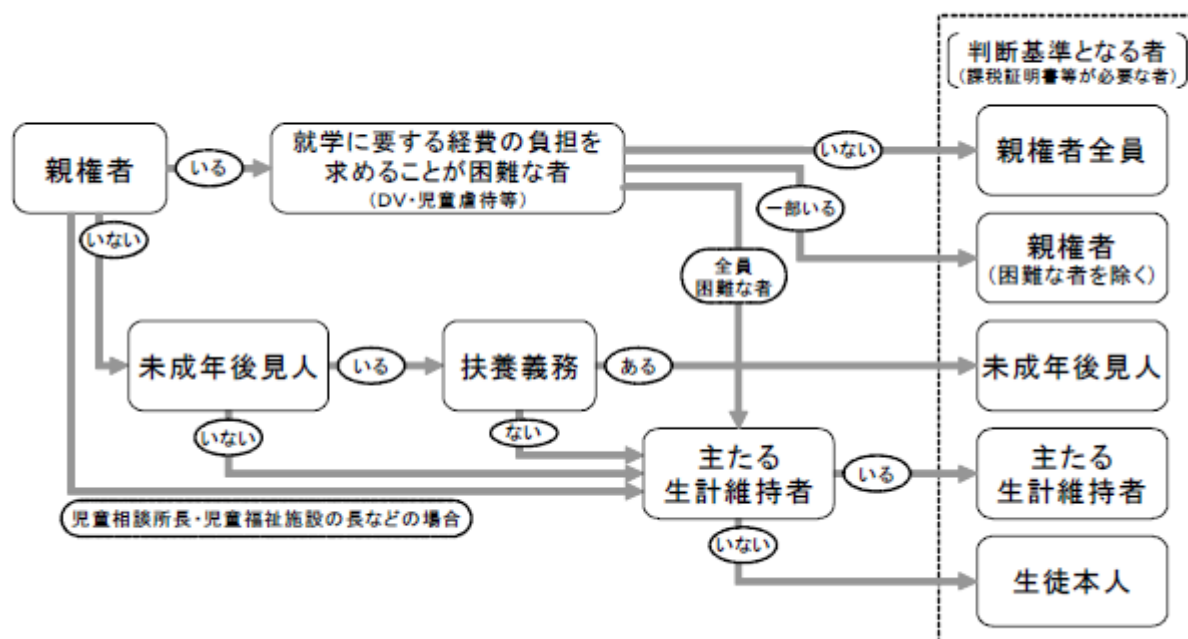 判断基準となる者
(課税証明書等が必要な者)
親権者
いる
就学に要する経費の負担を
求めることが困難な者
(DV・児童虐待等)
いない
親権者全員
一部いる
親権者
(困難な者を除く)
全員
困難な者
いない
未成年後見人
いる
扶養義務
ある
未成年後見人
いない
ない
主たる
生計維持者
いる
主たる
生計維持者
児童相談所長・児童福祉施設の長などの場合
いない
生徒本人